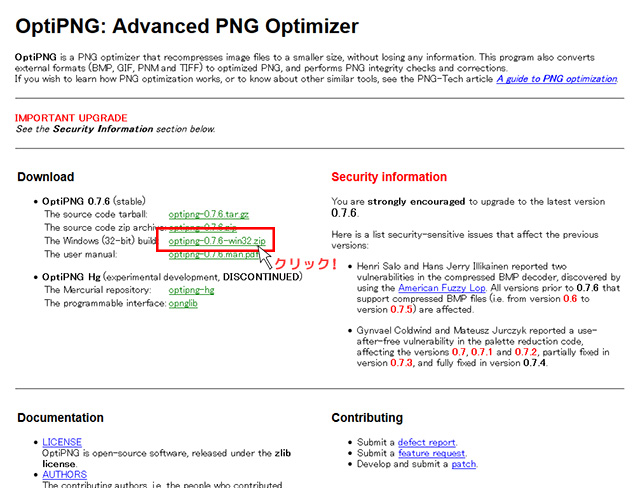 OptiPNG: Advanced PNG Optimizer
OptiPNG is a PNG optimizer that recompresses image files to a smaller size, without losing any information. This program also converts
external formats (BMP, GIF, PNM and TIFF) to optimized PNG, and performs PNG integrity checks and corrections.
If you wish to learn how PNG optimization works, or to know about other similar tools, see the PNG-Tech article A guide to PNG optimization.
IMPORTANT UPGRADE
See the Security Information section below.
Download
• OptiPNG 0.7.6 (stable)
The source code tarball: optipng-0.7.6.tar.gz
The source code zip archive: optipng-0.7.6.zip
The Windows (32-bit) build: optipng-0.7.6-win32.zip
The user manual: optipng-0.7.6.man.pdf
クリック!
• OptiPNG Hg (experimental development, DISCONTINUED)
The Mercurial repository: optipng-hg
The programmable interface: opnglib
Security information
You are strongly encouraged to upgrade to the latest version
0.7.6.
Here is a list security-sensitive issues that affect the previous
versions:
• Henri Salo and Hans Jerry Illikainen reported two
vulnerabilities in the compressed BMP decoder, discovered by
using the American Fuzzy Lop. All versions prior to 0.7.6 that
support compressed BMP files (i.e. from version 0.6 to
version 0.7.5) are affected.
• Gynvael Coldwind and Mateusz Jurczyk reported a use-
after-free vulnerability in the palette reduction code,
affecting the versions 0.7, 0.7.1 and 0.7.2, partially fixed in
version 0.7.3, and fully fixed in version 0.7.4.
Documentation
• LICENSE
OptiPNG is open-source software, released under the zlib
license.
• AUTHORS
The contributing authors, i.e. the people who contributed
Contributing
• Submit a defect report.
• Submit a feature request.
• Develop and submit a patch.